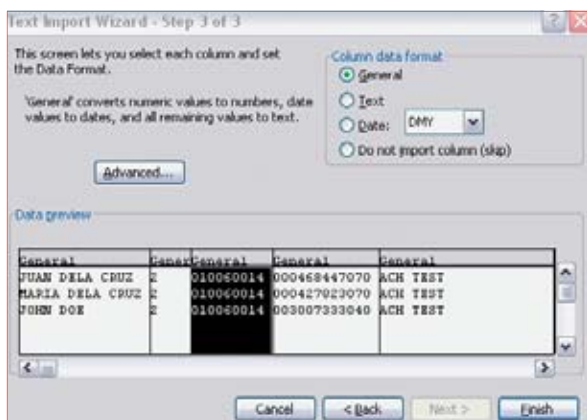 Text Import Wizard - Step 3 of 3
This screen lets you select each column and set
the Data Format.
'General' converts numeric values to numbers, date
values to dates, and all remaining values to text.
Advanced...
Column data format
General
Text
Date: DMY
Do not import column (skip)
Data preview
General Gener General General General
JUAN DELA CRUZ 2 010060014 000468447070 ACH TEST
MARIA DELA CRUZ 2 010060014 000427023070 ACH TEST
JOHN DOE 2 010060014 003007333040 ACH TEST
Cancel < Back Next > Finish